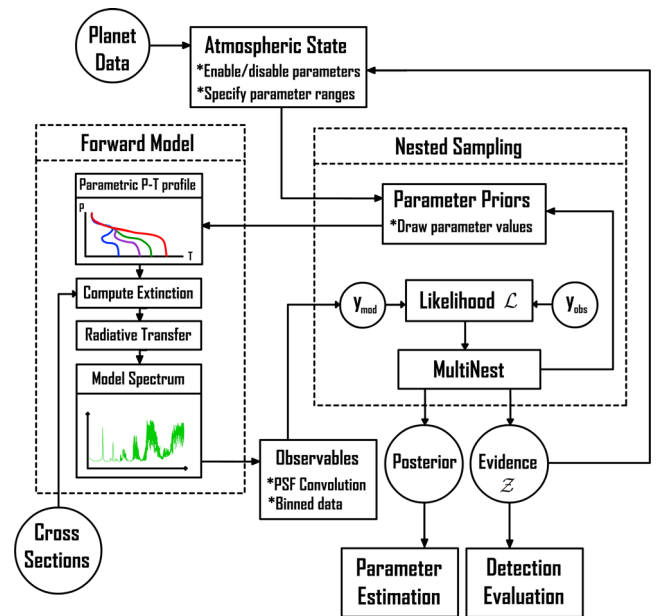 Planet
Data
Atmospheric State
*Enable/disable parameters
*Specify parameter ranges
Forward Model
Parametric P-T profile
P
T
Compute Extinction
Radiative Transfer
Model Spectrum
Cross
Sections
Observables
*PSF Convolution
*Binned data
Nested Sampling
Parameter Priors
*Draw parameter values
y_mod
Likelihood ℒ
y_obs
MultiNest
Posterior
Evidence
𝒵
Parameter
Estimation
Detection
Evaluation